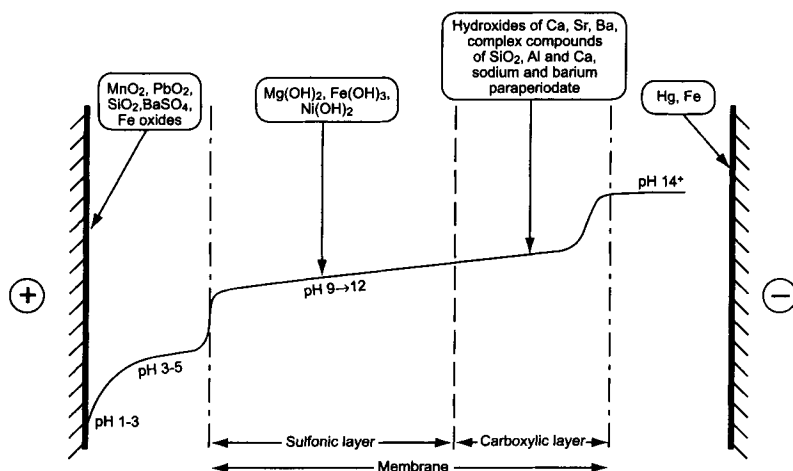 Hydroxides of Ca, Sr, Ba,
complex compounds
of SiO₂, Al and Ca,
sodium and barium
paraperiodate
MnO₂, PbO₂,
SiO₂,BaSO₄,
Fe oxides
Mg(OH)₂, Fe(OH)₃,
Ni(OH)₂
Hg, Fe
pH 14⁺
+
−
pH 9→12
pH 3-5
pH 1-3
Sulfonic layer
Carboxylic layer
Membrane